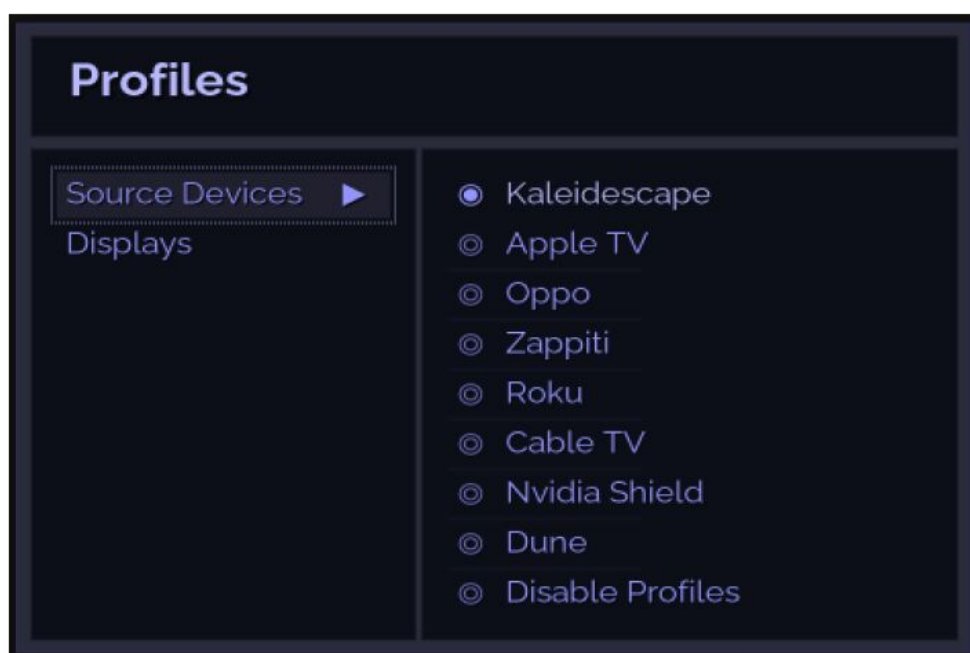 Profiles
Source Devices
Displays
Kaleidescape
Apple TV
Oppo
Zappiti
Roku
Cable TV
Nvidia Shield
Dune
Disable Profiles